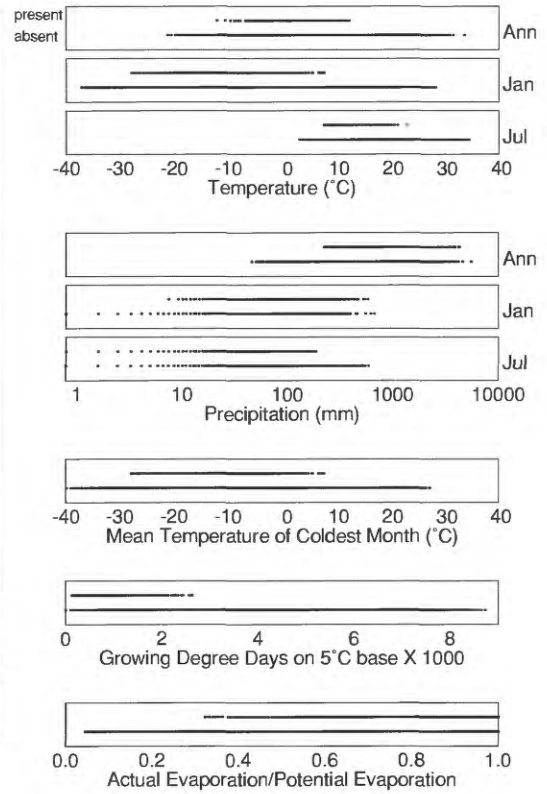 present
absent
Ann
Jan
Jul
-40 -30 -20 -10 0 10 20 30 40
Temperature (˚C)
Ann
Jan
Jul
1 10 100 1000 10000
Precipitation (mm)
-40 -30 -20 -10 0 10 20 30 40
Mean Temperature of Coldest Month (˚C)
0 2 4 6 8
Growing Degree Days on 5˚C base X 1000
0.0 0.2 0.4 0.6 0.8 1.0
Actual Evaporation/Potential Evaporation